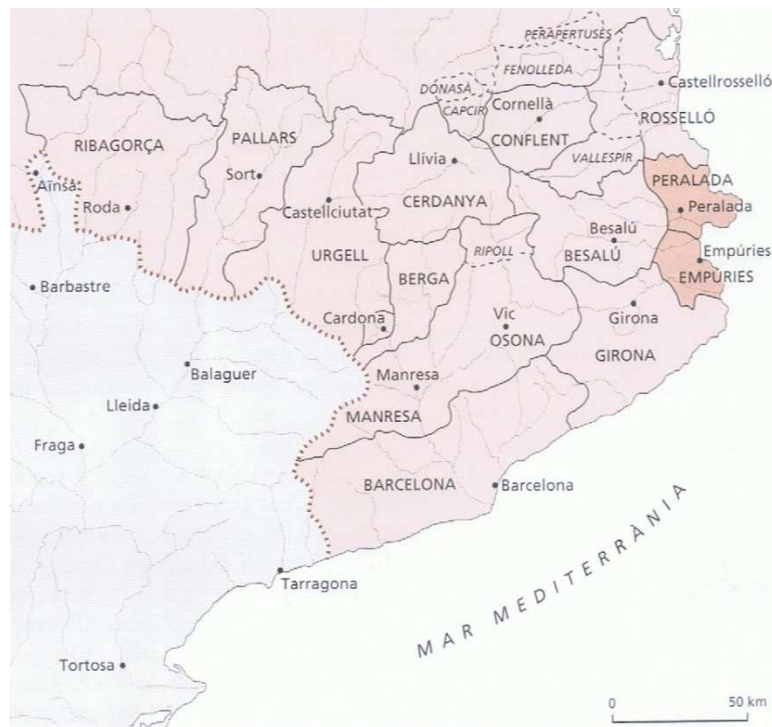 PERAPERTUSÈS
FENOLLEDA
DONASÀ
Castellrosselló
CAPCIR
Cornellà
ROSSELLÓ
RIBAGORÇA
PALLARS
CONFLENT
Llívia
VALLESPIR
Aïnsa
Sort
PERALADA
CERDANYA
Peralada
Roda
Castellciutat
Besalú
URGELL
RIPOLL
BESALÚ
Empúries
BERGA
EMPÚRIES
Barbastre
Cardona
Vic
Girona
OSONA
GIRONA
Balaguer
Manresa
Lleida
MANRESA
Fraga
BARCELONA
Barcelona
Tarragona
MAR MEDITERRÀNIA
Tortosa
0 50 km